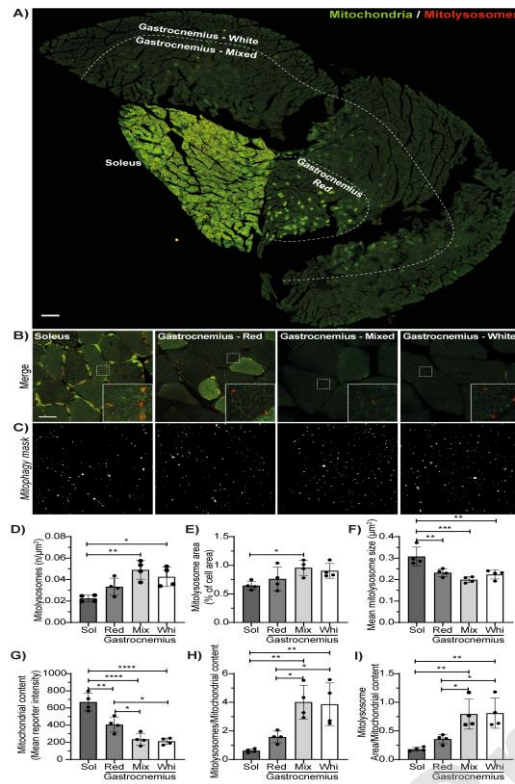 A)
Mitochondria / Mitolysosomes
Gastrocnemius - White
Gastrocnemius - Mixed
Soleus
Gastrocnemius
Red
B)
Soleus
Gastrocnemius - Red
Gastrocnemius - Mixed
Gastrocnemius - White
Merge
C)
Mitophagy mask
D)
Mitolysosomes (n/µm²)
0.08
0.06
0.04
0.02
0.00
*
**
Sol Red Mix Whi
Gastrocnemius
E)
Mitolysosome area
(% of cell area)
1.5
1.0
0.5
0.0
*
Sol Red Mix Whi
Gastrocnemius
F)
Mean mitolysosome size (µm²)
0.4
0.3
0.2
0.1
0.0
**
***
**
Sol Red Mix Whi
Gastrocnemius
G)
Mitochondrial content
(Mean reporter intensity)
1000
800
600
400
200
0
****
****
**
*
*
Sol Red Mix Whi
Gastrocnemius
H)
Mitolysosomes/Mitochondrial content
6
4
2
0
**
**
*
*
Sol Red Mix Whi
Gastrocnemius
I)
Mitolysosome
Area/Mitochondrial content
1.5
1.0
0.5
0.0
**
**
*
*
Sol Red Mix Whi
Gastrocnemius